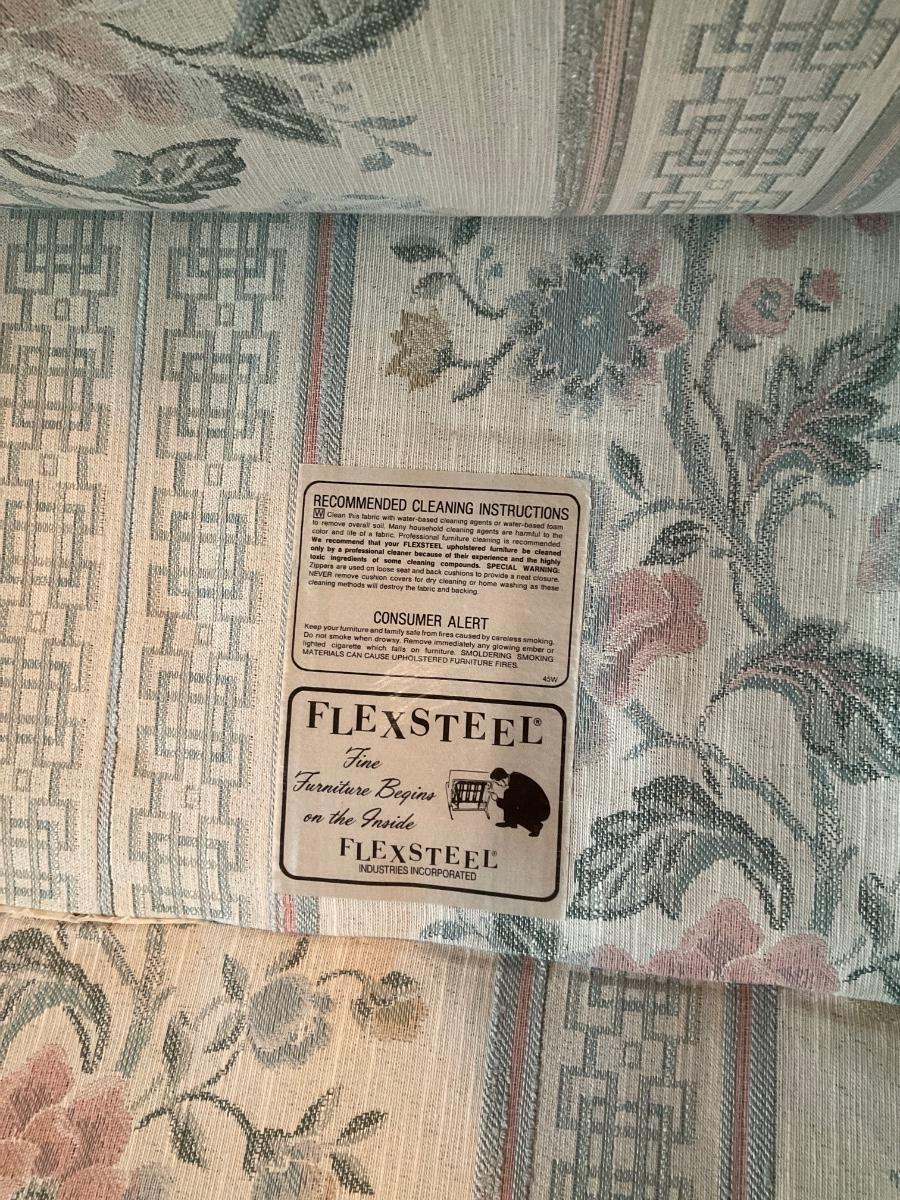 RECOMMENDED CLEANING INSTRUCTIONS
W Clean this fabric with water-based cleaning agents or water-based foam
to remove overall soil. Many household cleaning agents are harmful to the
color and life of a fabric. Professional furniture cleaning is recommended.
We recommend that your FLEXSTEEL upholstered furniture be cleaned
only by a professional cleaner because of their experience and the highly
toxic ingredients of some cleaning compounds. SPECIAL WARNING:
Zippers are used on loose seat and back cushions to provide a neat closure.
NEVER remove cushion covers for dry cleaning or home washing as these
cleaning methods will destroy the fabric and backing.
CONSUMER ALERT
Keep your furniture and family safe from fires caused by careless smoking.
Do not smoke when drowsy. Remove immediately any glowing ember or
lighted cigarette which falls on furniture. SMOLDERING SMOKING
MATERIALS CAN CAUSE UPHOLSTERED FURNITURE FIRES.
45W
FLEXSTEEL®
Fine
Furniture Begins
on the Inside
FLEXSTEEL®
INDUSTRIES INCORPORATED